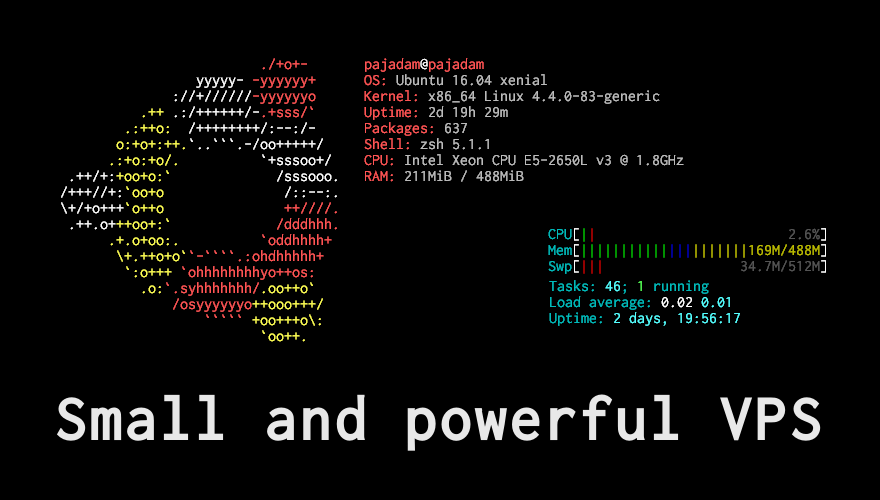 ./+o+-
yyyyy- -yyyyyy+
://+//////-yyyyyyo
.++ .:/++++++/-.+sss/`
.:++o: /++++++++/:--:/-
o:+o+:++.`..```.-/oo+++++/
.:+o:+o/. `+sssoo+/
.++/+:+oo+o:` /sssooo.
/+++//+:`oo+o /::--:.
\+/+o+++`o++o ++////.
.++.o+++oo+:` /dddhhh.
.+.o+oo:. `oddhhhh+
\+.++o+o``-````.:ohdhhhhh+
`:o+++ `ohhhhhhhhyo++os:
.o:`.syhhhhhhh/.oo++o`
/osyyyyyyo++ooo+++/
````` +oo+++o\:
`oo++.
pajadam@pajadam
OS: Ubuntu 16.04 xenial
Kernel: x86_64 Linux 4.4.0-83-generic
Uptime: 2d 19h 29m
Packages: 637
Shell: zsh 5.1.1
CPU: Intel Xeon CPU E5-2650L v3 @ 1.8GHz
RAM: 211MiB / 488MiB
CPU[|| 2.6%]
Mem[|||||||||||||||||||||169M/488M]
Swp[||| 34.7M/512M]
Tasks: 46; 1 running
Load average: 0.02 0.01
Uptime: 2 days, 19:56:17
Small and powerful VPS